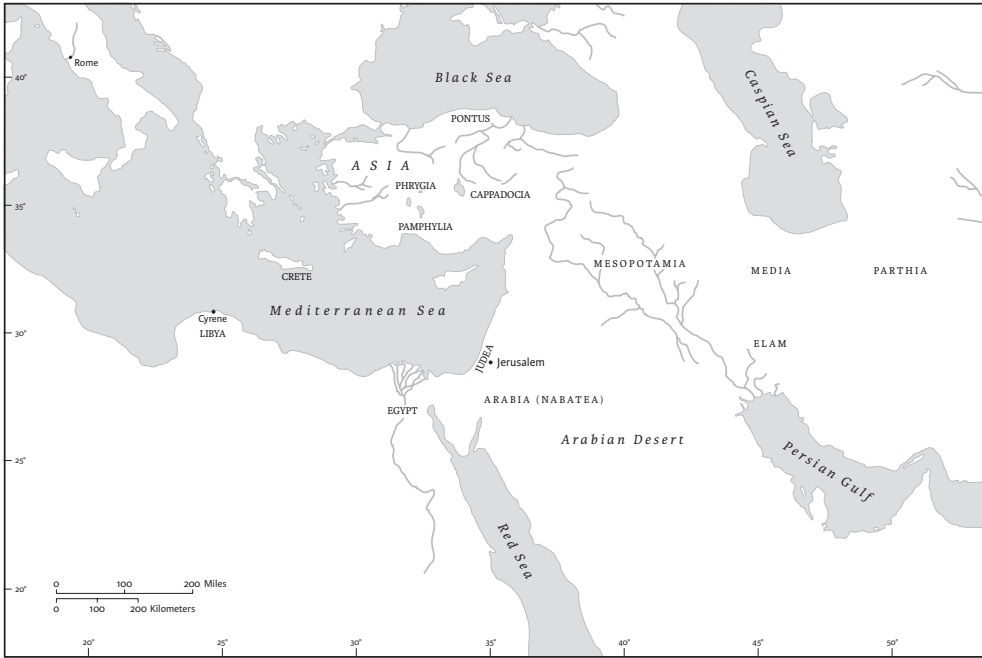 Rome
40°
Black Sea
Caspian Sea
PONTUS
ASIA
PHRYGIA
CAPPADOCIA
35°
PAMPHYLIA
MESOPOTAMIA
MEDIA
PARTHIA
CRETE
Mediterranean Sea
Cyrene
30°
LIBYA
ELAM
JUDEA
Jerusalem
ARABIA (NABATEA)
EGYPT
Arabian Desert
25°
Persian Gulf
Red Sea
20°
0 100 200 Miles
0 100 200 Kilometers
20° 25° 30° 35° 40° 45° 50°